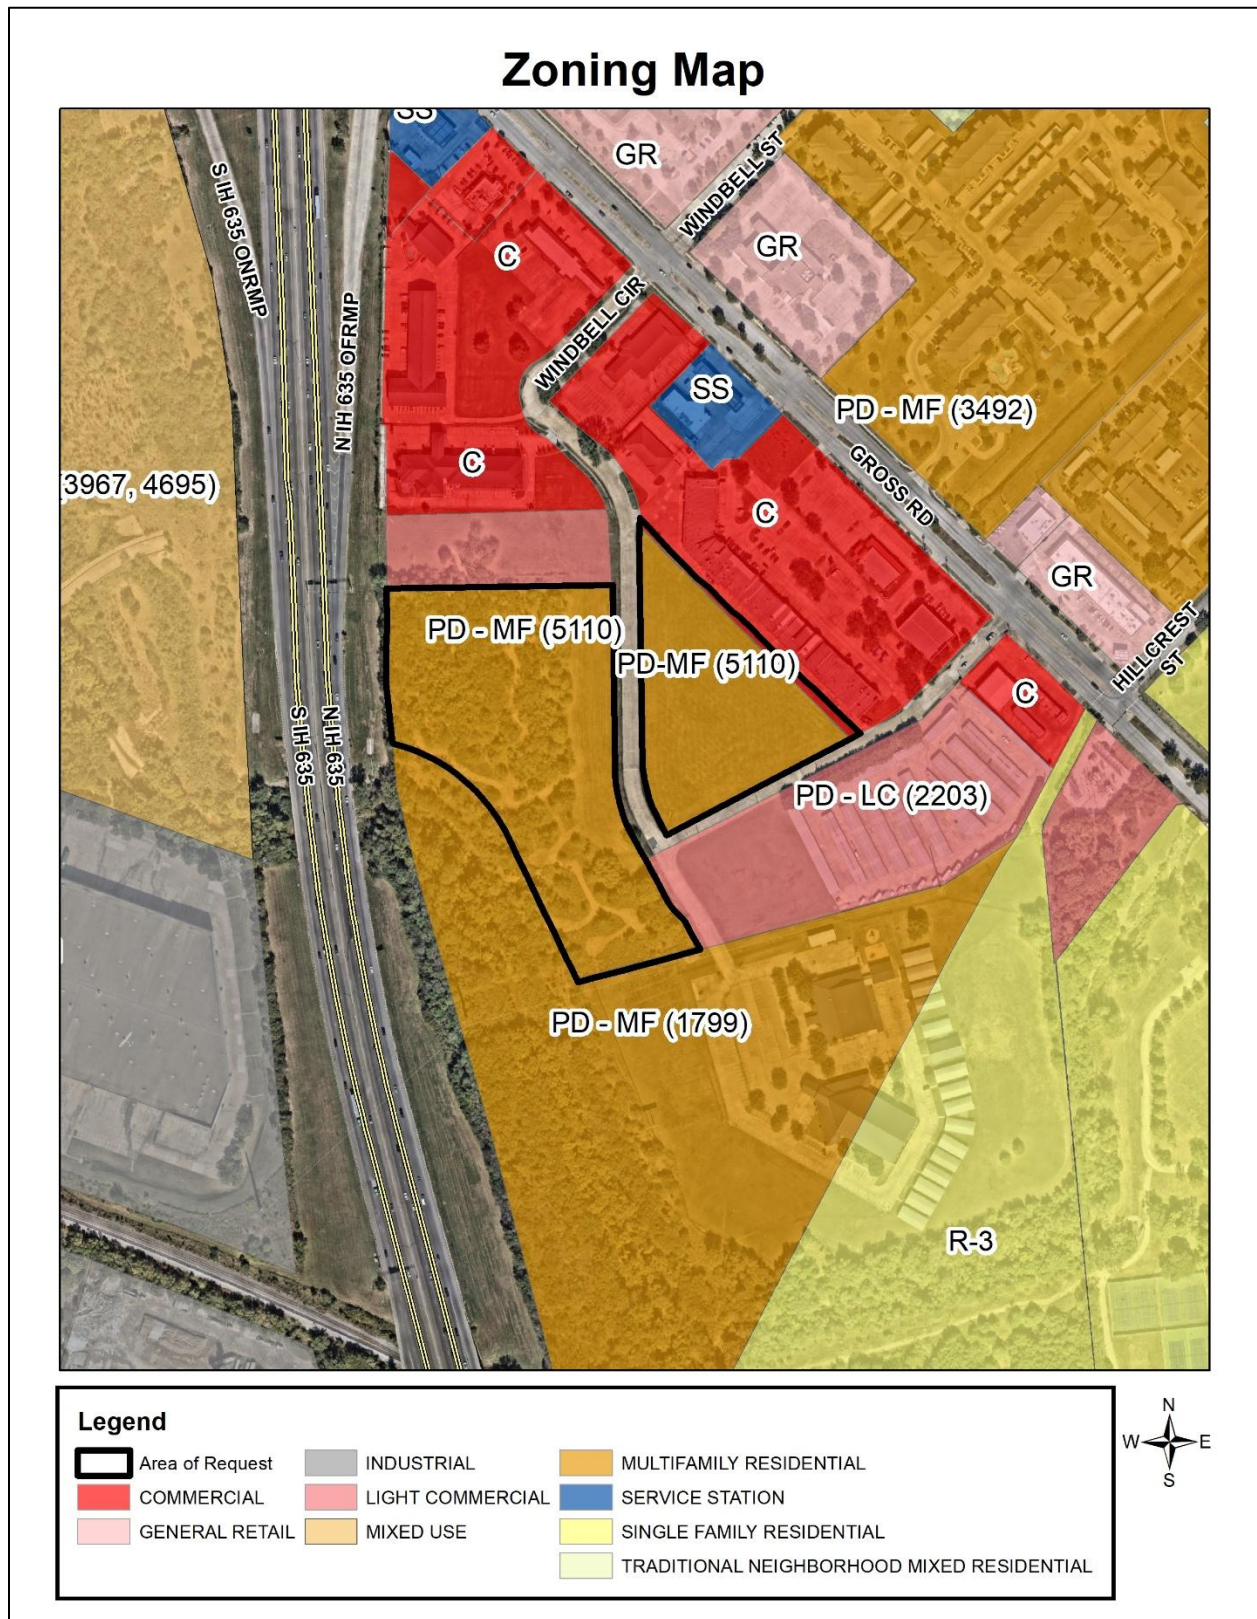 Zoning Map
SS
GR
WINDBELL ST
S IH 635 ONRMP
GR
C
WINDBELL CIR
N IH 635 OFRMP
SS
PD - MF (3492)
C
(3967, 4695)
GROSS RD
C
GR
PD - MF (5110)
PD-MF (5110)
HILLCREST
ST
C
S IH 635
N IH 635
PD - LC (2203)
PD - MF (1799)
R-3
Legend
Area of Request
COMMERCIAL
GENERAL RETAIL
INDUSTRIAL
LIGHT COMMERCIAL
MIXED USE
MULTIFAMILY RESIDENTIAL
SERVICE STATION
SINGLE FAMILY RESIDENTIAL
TRADITIONAL NEIGHBORHOOD MIXED RESIDENTIAL
N
W E
S